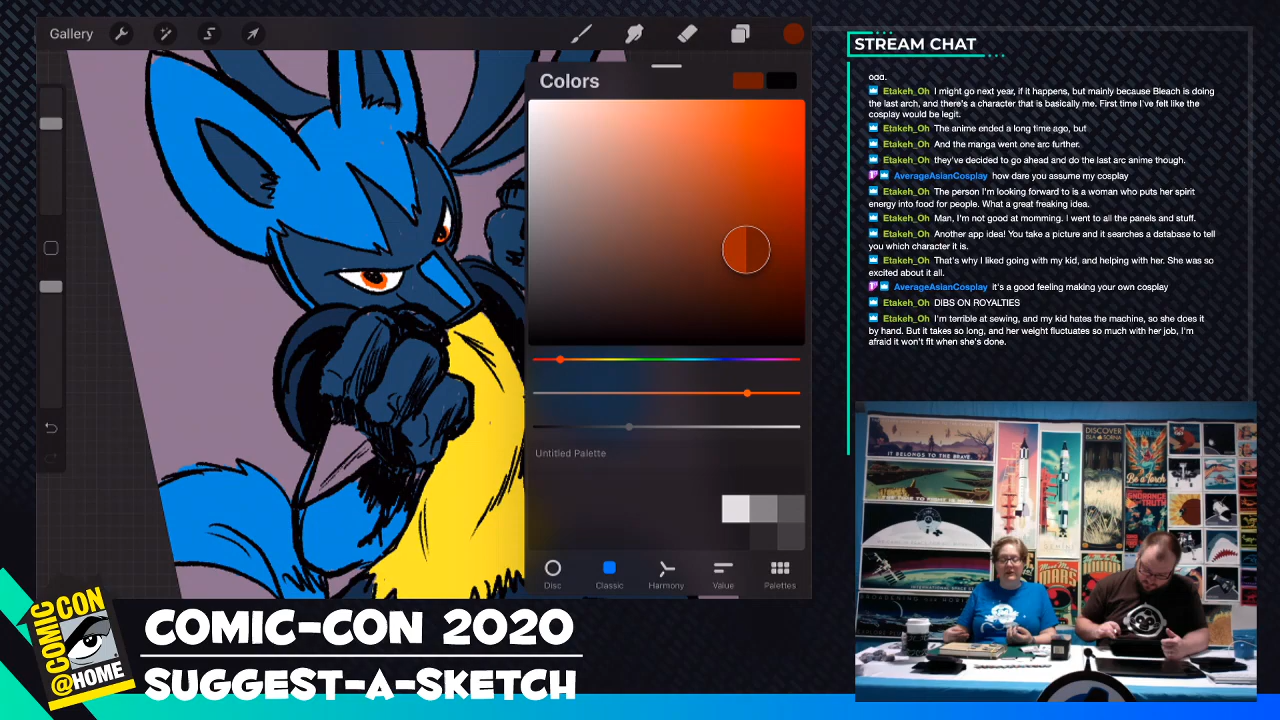 Gallery
Colors
Untitled Palette
Disc
Classic
Harmony
Value
Palettes
STREAM CHAT
Etakeh_Oh I might go next year, if it happens, but mainly because Bleach is doing
the last arch, and there's a character that is basically me. First time I've felt like the
cosplay would be legit.
Etakeh_Oh The anime ended a long time ago, but
Etakeh_Oh And the manga went one arc further.
Etakeh_Oh they've decided to go ahead and do the last arc anime though.
AverageAsianCosplay how dare you assume my cosplay
Etakeh_Oh The person I'm looking forward to is a woman who puts her spirit
energy into food for people. What a great freaking idea.
Etakeh_Oh Man, I'm not good at momming. I went to all the panels and stuff.
Etakeh_Oh Another app idea! You take a picture and it searches a database to tell
you which character it is.
Etakeh_Oh That's why I liked going with my kid, and helping with her. She was so
excited about it all.
AverageAsianCosplay it's a good feeling making your own cosplay
Etakeh_Oh DIBS ON ROYALTIES
Etakeh_Oh I'm terrible at sewing, and my kid hates the machine, so she does it
by hand. But it takes so long, and her weight fluctuates so much with her job, I'm
afraid it won't fit when she's done.
IT BELONGS TO THE BRAVE
DISCOVER
ISLA SORNA
Be a Torch
COMIC CON
@HOME
COMIC-CON 2020
SUGGEST-A-SKETCH